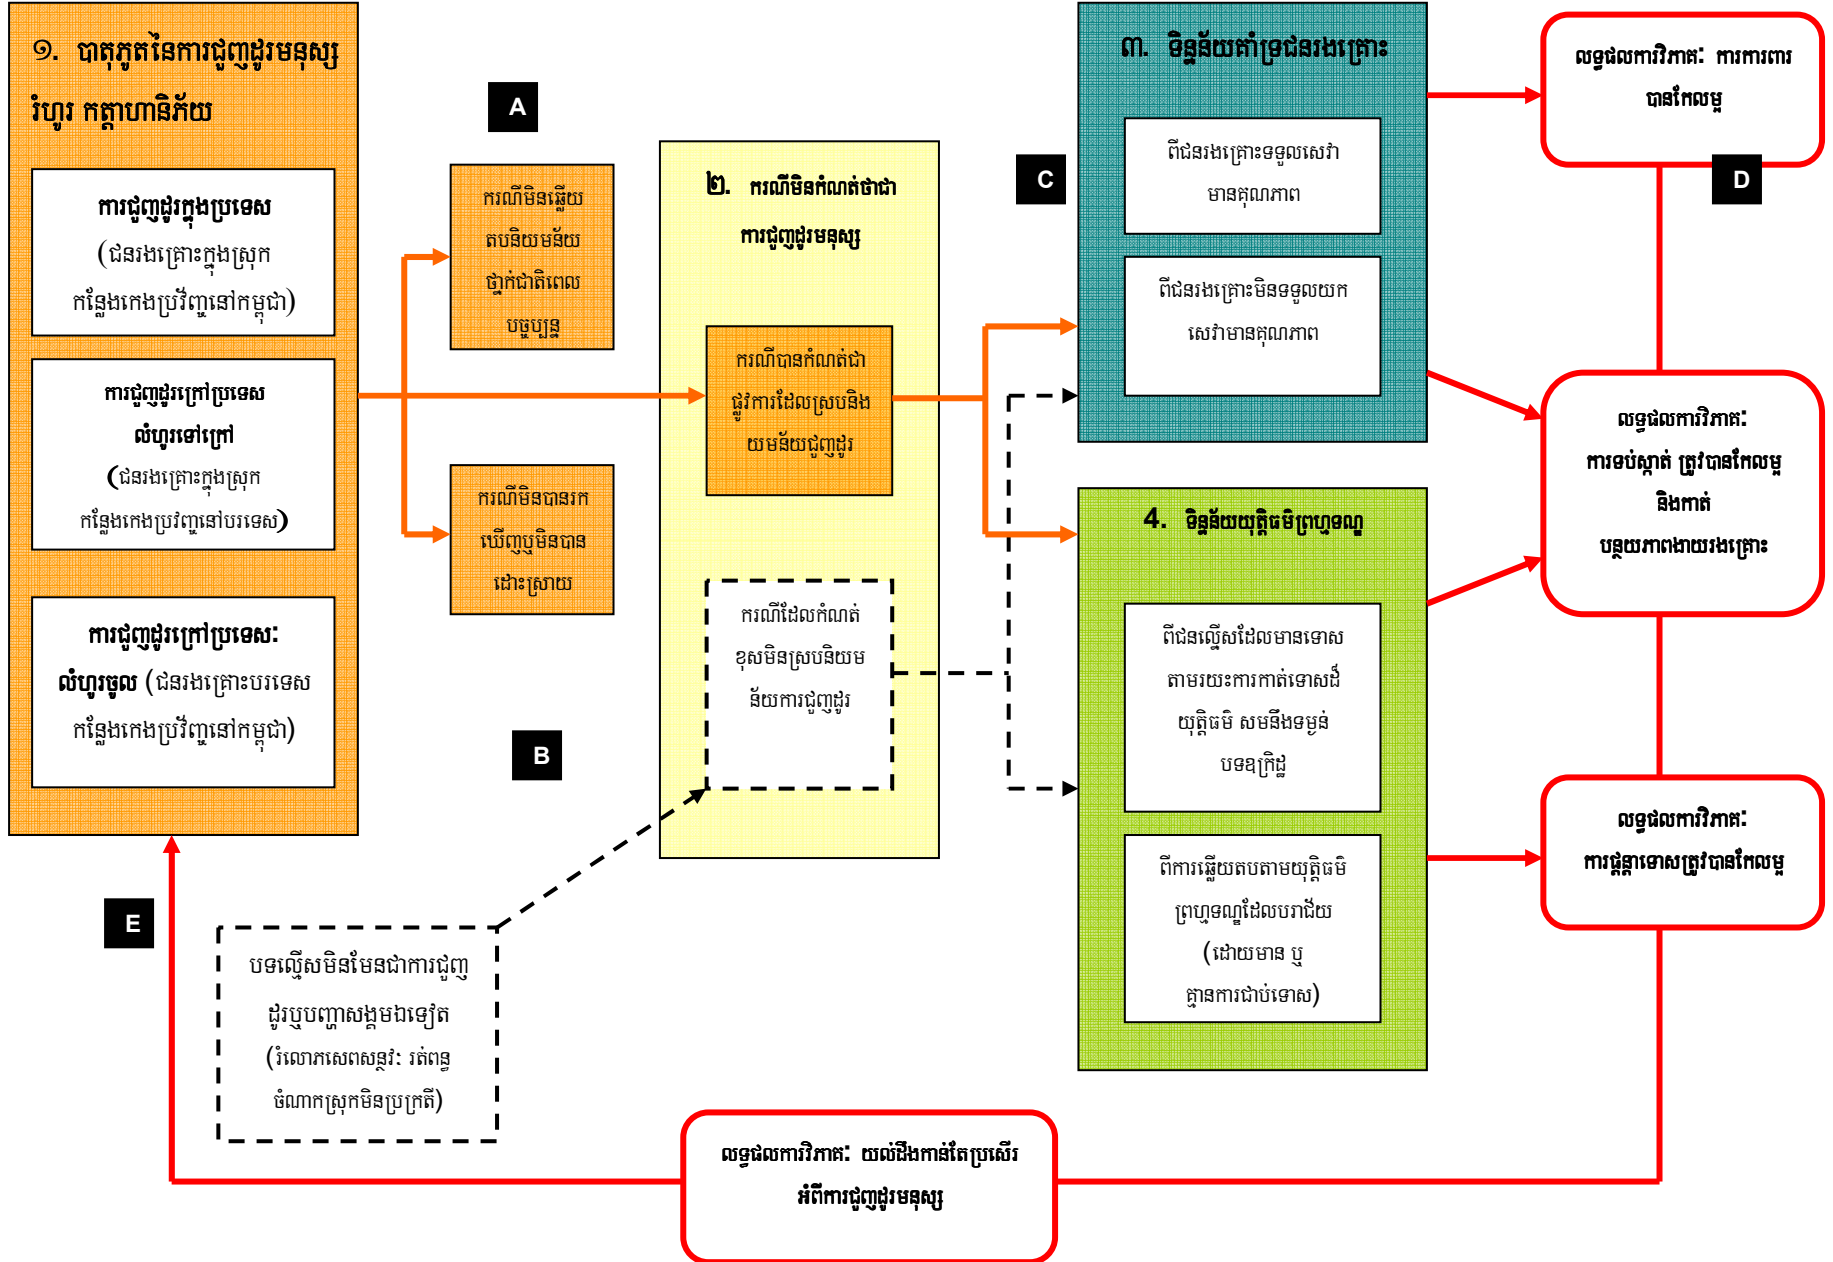 ១. បាតុភូតនៃការជួញដូរមនុស្ស
រំហូរ កត្តាហានិភ័យ
ការជួញដូរក្នុងប្រទេស
(ជនរងគ្រោះក្នុងស្រុក
កន្លែងកេងប្រវ័ញ្ចនៅកម្ពុជា)
ការជួញដូរក្រៅប្រទេស
លំហូរទៅក្រៅ
(ជនរងគ្រោះក្នុងស្រុក
កន្លែងកេងប្រវញ្ចនៅបរទេស)
ការជួញដូរក្រៅប្រទេស:
លំហូរចូល (ជនរងគ្រោះបរទេស
កន្លែងកេងប្រវ័ញ្ចនៅកម្ពុជា)
A
ករណីមិនឆ្លើយ
តបនិយមន័យ
ថ្នាក់ជាតិពេល
បច្ចុប្បន្ន
ករណីមិនបានរក
ឃើញឬមិនបាន
ដោះស្រាយ
B
២. ករណីមិនកំណត់ថាជា
ការជួញដូរមនុស្ស
ករណីបានកំណត់ជា
ផ្លូវការដែលស្របនិង
យមន័យជួញដូរ
ករណីដែលកំណត់
ខុសមិនស្របនិយម
ន័យការជួញដូរ
C
៣. ទិន្នន័យគាំទ្រជនរងគ្រោះ
ពីជនរងគ្រោះទទួលសេវា
មានគុណភាព
ពីជនរងគ្រោះមិនទទួលយក
សេវាមានគុណភាព
4. ទិន្នន័យយុត្តិធមិព្រហ្មទណ្ឌ
ពីជនល្មើសដែលមានទោស
តាមរយះការកាត់ទោសដ៏
យុត្តិធមិ សមនឹងទម្ងន់
បទឧក្រិដ្ឋ
ពីការឆ្លើយតបតាមយុត្តិធមិ
ព្រហ្មទណ្ឌដែលបរាជ័យ
(ដោយមាន ឬ
គ្មានការជាប់ទោស)
លទ្ធផលការវិភាគ: ការការពារ
បានកែលម្អ
D
លទ្ធផលការវិភាគ:
ការទប់ស្កាត់ ត្រូវបានកែលម្អ
និងកាត់
បន្ថយភាពងាយរងគ្រោះ
លទ្ធផលការវិភាគ:
ការផ្តន្ទាទោសត្រូវបានកែលម្អ
E
បទល្មើសមិនមែនជាការជួញ
ដូរឬបញ្ហាសង្គមឯទៀត
(រំលោភសេពសន្ថវ: រត់ពន្ធ
ចំណាកស្រុកមិនប្រក្រតី)
លទ្ធផលការវិភាគ: យល់ដឹងកាន់តែប្រសើរ
អំពីការជួញដូរមនុស្ស